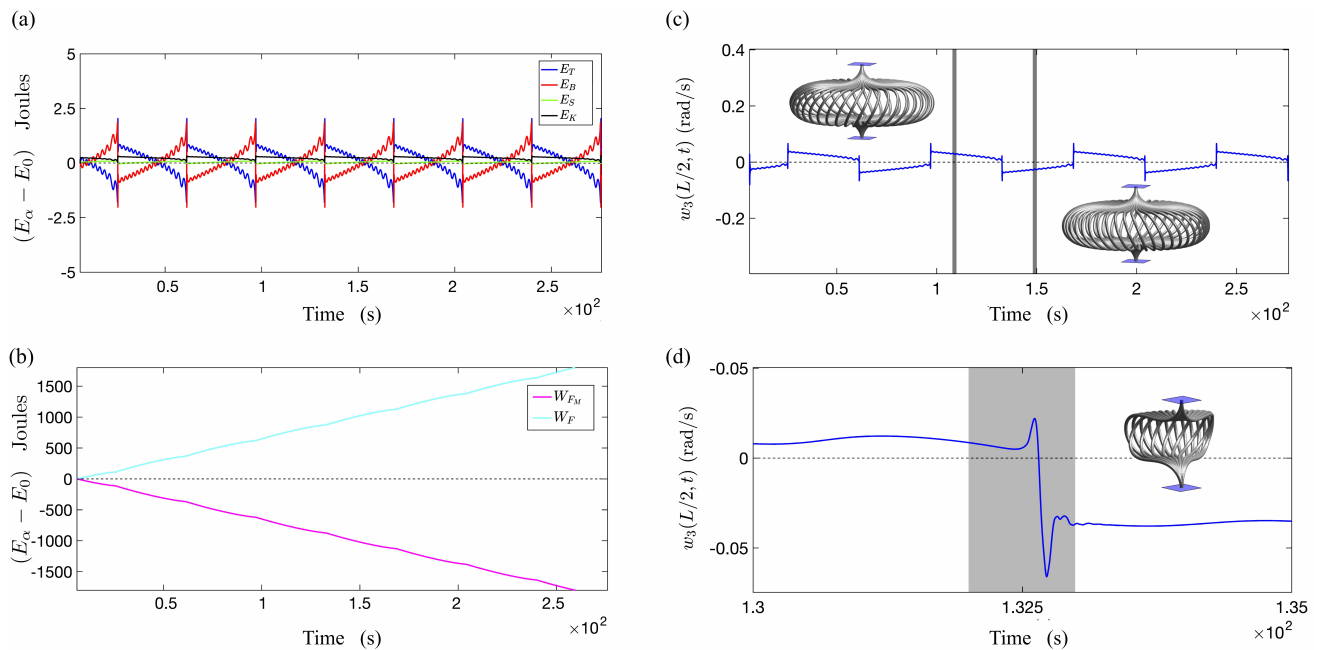 (a)
(E_α − E_0) Joules
5
2.5
0
-2.5
-5
E_T
E_B
E_S
E_K
0.5 1 1.5 2 2.5
×10^2
Time (s)
(b)
(E_α − E_0) Joules
1500
1000
500
0
-500
-1000
-1500
W_{F_M}
W_F
0.5 1 1.5 2 2.5
×10^2
Time (s)
(c)
w_3(L/2, t) (rad/s)
0.4
0.2
0
-0.2
0.5 1 1.5 2 2.5
×10^2
Time (s)
(d)
w_3(L/2, t) (rad/s)
-0.05
0
-0.05
1.3 1.325 1.35
×10^2
Time (s)